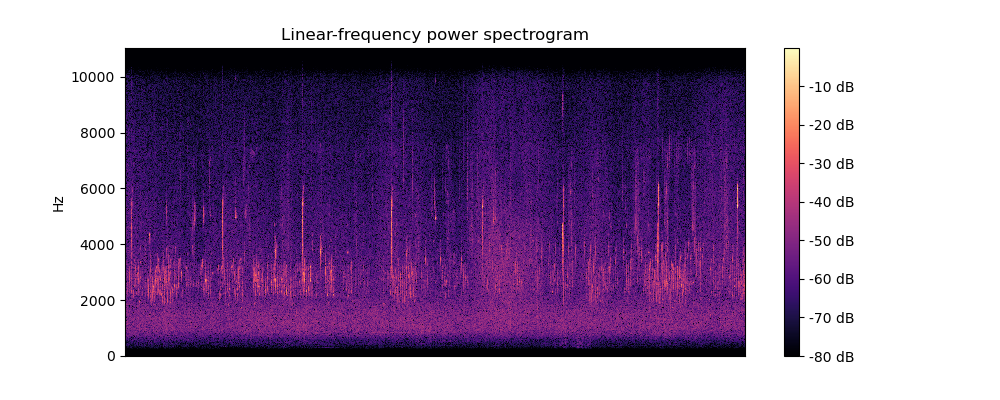 Linear-frequency power spectrogram
Hz
10000
8000
6000
4000
2000
0
-10 dB
-20 dB
-30 dB
-40 dB
-50 dB
-60 dB
-70 dB
-80 dB